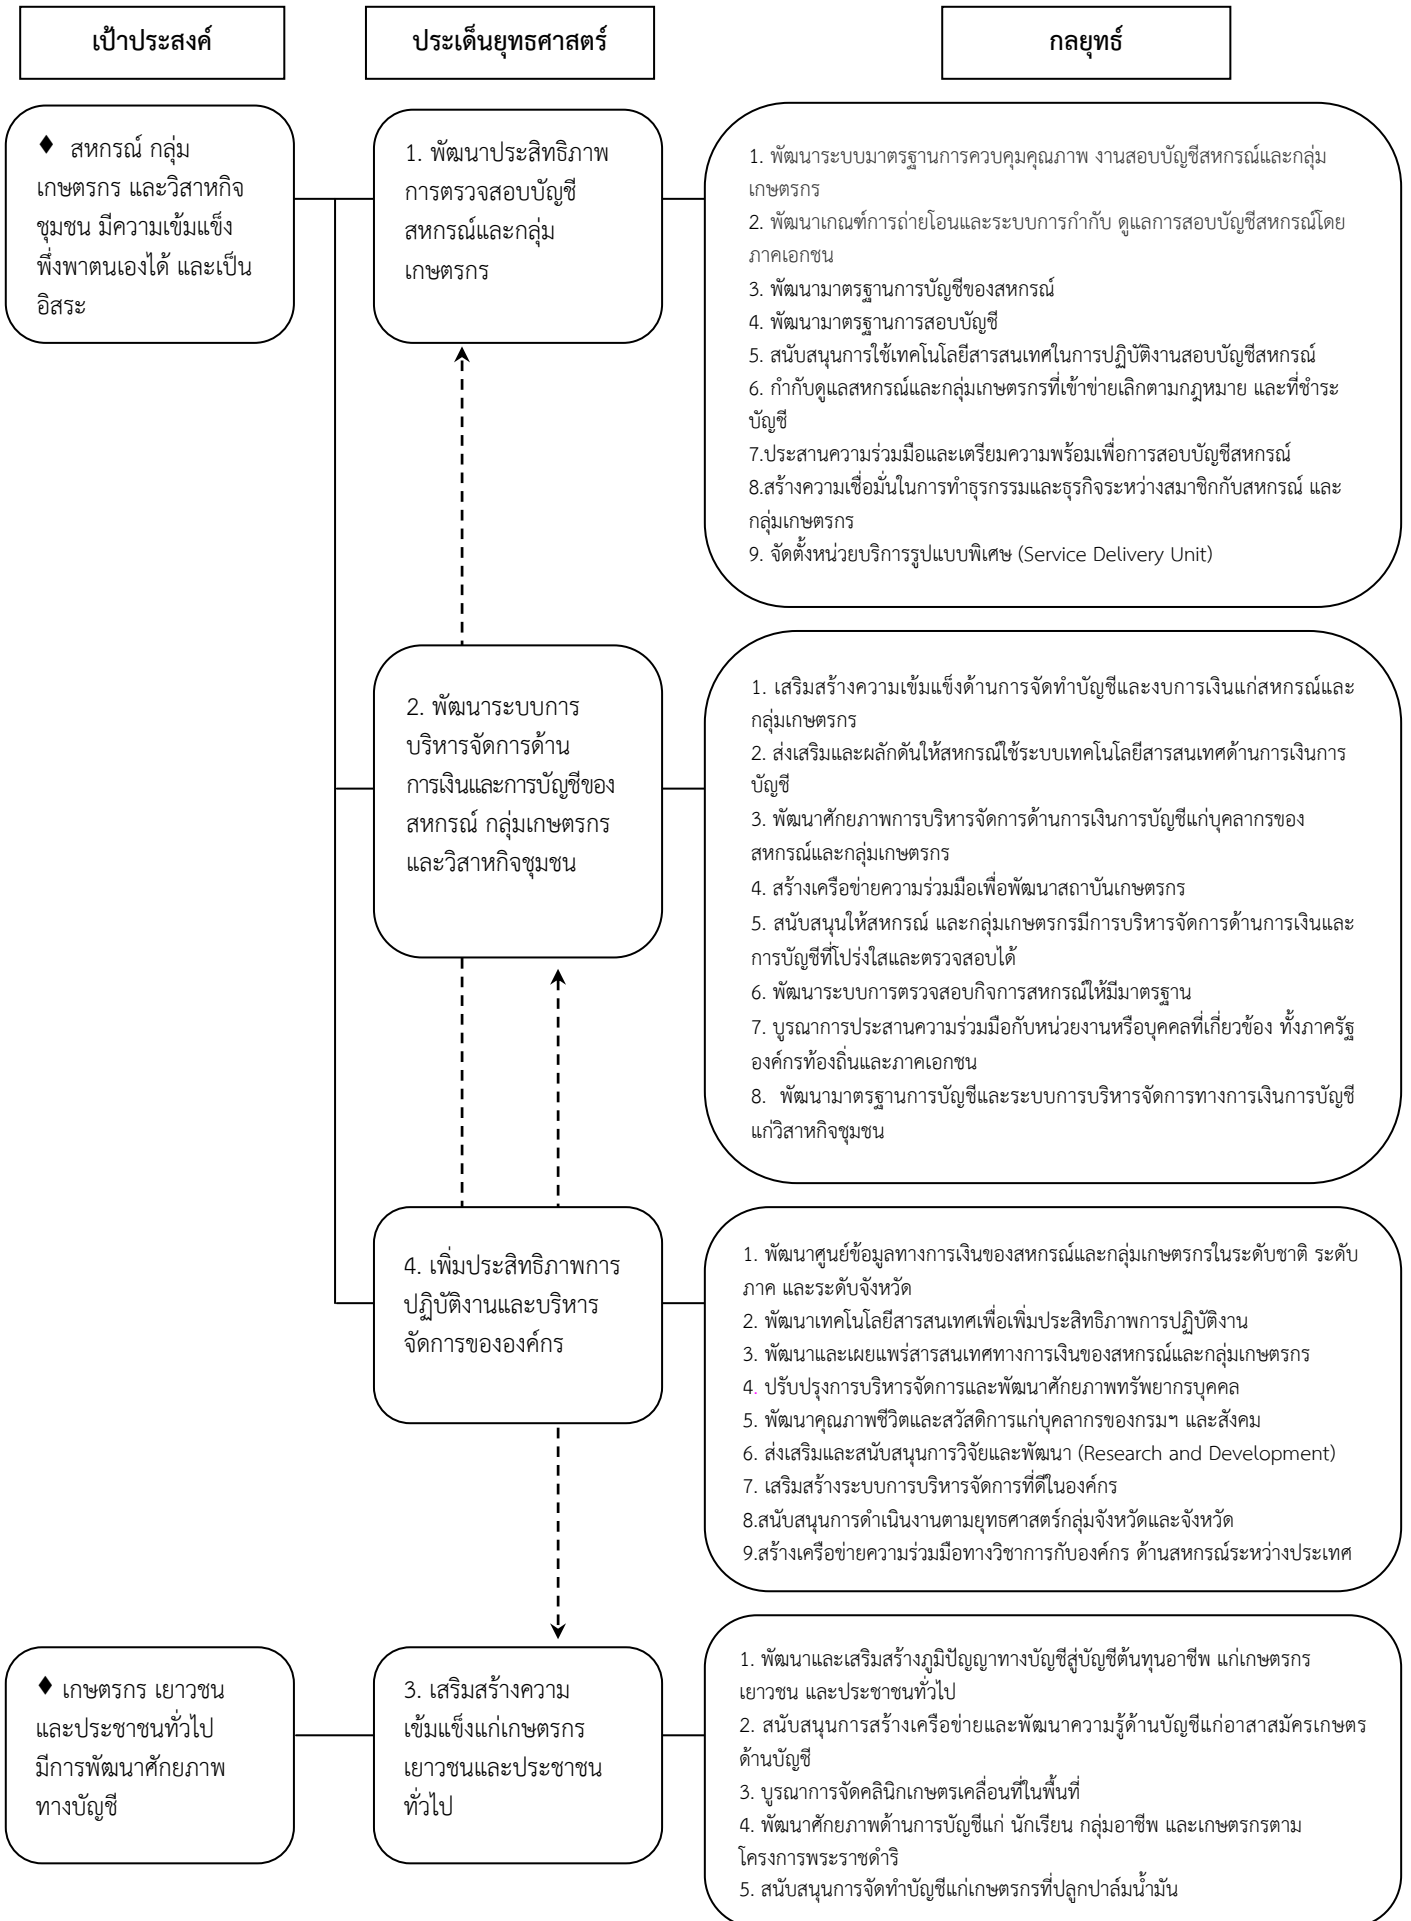 เป้าประสงค์
ประเด็นยุทธศาสตร์
กลยุทธ์
♦ สหกรณ์ กลุ่ม
เกษตรกร และวิสาหกิจ
ชุมชน มีความเข้มแข็ง
พึ่งพาตนเองได้ และเป็น
อิสระ
1. พัฒนาประสิทธิภาพ
การตรวจสอบบัญชี
สหกรณ์และกลุ่ม
เกษตรกร
1. พัฒนาระบบมาตรฐานการควบคุมคุณภาพ งานสอบบัญชีสหกรณ์และกลุ่ม
เกษตรกร
2. พัฒนาเกณฑ์การถ่ายโอนและระบบการกำกับ ดูแลการสอบบัญชีสหกรณ์โดย
ภาคเอกชน
3. พัฒนามาตรฐานการบัญชีของสหกรณ์
4. พัฒนามาตรฐานการสอบบัญชี
5. สนับสนุนการใช้เทคโนโลยีสารสนเทศในการปฏิบัติงานสอบบัญชีสหกรณ์
6. กำกับดูแลสหกรณ์และกลุ่มเกษตรกรที่เข้าข่ายเลิกตามกฎหมาย และที่ชำระ
บัญชี
7.ประสานความร่วมมือและเตรียมความพร้อมเพื่อการสอบบัญชีสหกรณ์
8.สร้างความเชื่อมั่นในการทำธุรกรรมและธุรกิจระหว่างสมาชิกกับสหกรณ์ และ
กลุ่มเกษตรกร
9. จัดตั้งหน่วยบริการรูปแบบพิเศษ (Service Delivery Unit)
2. พัฒนาระบบการ
บริหารจัดการด้าน
การเงินและการบัญชีของ
สหกรณ์ กลุ่มเกษตรกร
และวิสาหกิจชุมชน
1. เสริมสร้างความเข้มแข็งด้านการจัดทำบัญชีและงบการเงินแก่สหกรณ์และ
กลุ่มเกษตรกร
2. ส่งเสริมและผลักดันให้สหกรณ์ใช้ระบบเทคโนโลยีสารสนเทศด้านการเงินการ
บัญชี
3. พัฒนาศักยภาพการบริหารจัดการด้านการเงินการบัญชีแก่บุคลากรของ
สหกรณ์และกลุ่มเกษตรกร
4. สร้างเครือข่ายความร่วมมือเพื่อพัฒนาสถาบันเกษตรกร
5. สนับสนุนให้สหกรณ์ และกลุ่มเกษตรกรมีการบริหารจัดการด้านการเงินและ
การบัญชีที่โปร่งใสและตรวจสอบได้
6. พัฒนาระบบการตรวจสอบกิจการสหกรณ์ให้มีมาตรฐาน
7. บูรณาการประสานความร่วมมือกับหน่วยงานหรือบุคคลที่เกี่ยวข้อง ทั้งภาครัฐ
องค์กรท้องถิ่นและภาคเอกชน
8. พัฒนามาตรฐานการบัญชีและระบบการบริหารจัดการทางการเงินการบัญชี
แก่วิสาหกิจชุมชน
4. เพิ่มประสิทธิภาพการ
ปฏิบัติงานและบริหาร
จัดการขององค์กร
1. พัฒนาศูนย์ข้อมูลทางการเงินของสหกรณ์และกลุ่มเกษตรกรในระดับชาติ ระดับ
ภาค และระดับจังหวัด
2. พัฒนาเทคโนโลยีสารสนเทศเพื่อเพิ่มประสิทธิภาพการปฏิบัติงาน
3. พัฒนาและเผยแพร่สารสนเทศทางการเงินของสหกรณ์และกลุ่มเกษตรกร
4. ปรับปรุงการบริหารจัดการและพัฒนาศักยภาพทรัพยากรบุคคล
5. พัฒนาคุณภาพชีวิตและสวัสดิการแก่บุคลากรของกรมฯ และสังคม
6. ส่งเสริมและสนับสนุนการวิจัยและพัฒนา (Research and Development)
7. เสริมสร้างระบบการบริหารจัดการที่ดีในองค์กร
8.สนับสนุนการดำเนินงานตามยุทธศาสตร์กลุ่มจังหวัดและจังหวัด
9.สร้างเครือข่ายความร่วมมือทางวิชาการกับองค์กร ด้านสหกรณ์ระหว่างประเทศ
♦ เกษตรกร เยาวชน
และประชาชนทั่วไป
มีการพัฒนาศักยภาพ
ทางบัญชี
3. เสริมสร้างความ
เข้มแข็งแก่เกษตรกร
เยาวชนและประชาชน
ทั่วไป
1. พัฒนาและเสริมสร้างภูมิปัญญาทางบัญชีสู่บัญชีต้นทุนอาชีพ แก่เกษตรกร
เยาวชน และประชาชนทั่วไป
2. สนับสนุนการสร้างเครือข่ายและพัฒนาความรู้ด้านบัญชีแก่อาสาสมัครเกษตร
ด้านบัญชี
3. บูรณาการจัดคลินิกเกษตรเคลื่อนที่ในพื้นที่
4. พัฒนาศักยภาพด้านการบัญชีแก่ นักเรียน กลุ่มอาชีพ และเกษตรกรตาม
โครงการพระราชดำริ
5. สนับสนุนการจัดทำบัญชีแก่เกษตรกรที่ปลูกปาล์มน้ำมัน